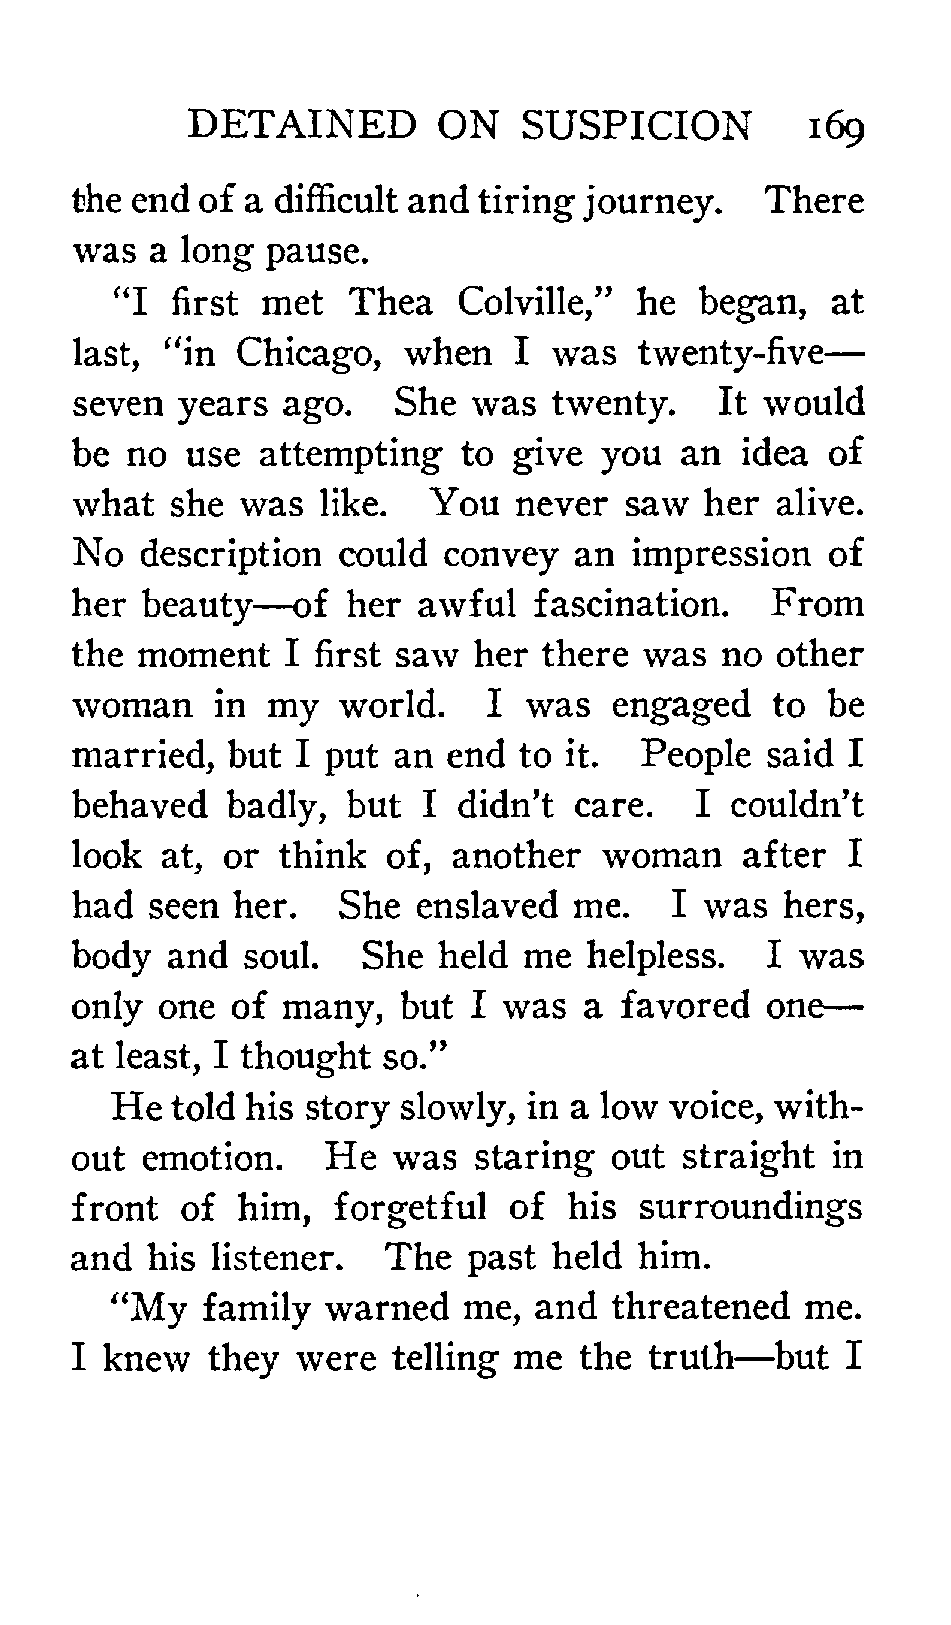 DETAINED ON SUSPICION 169
the end of a difficult and tiring journey. There
was a long pause.
"I first met Thea Colville," he began, at
last, "in Chicago, when I was twenty-five—
seven years ago. She was twenty. It would
be no use attempting to give you an idea of
what she was like. You never saw her alive.
No description could convey an impression of
her beauty—of her awful fascination. From
the moment I first saw her there was no other
woman in my world. I was engaged to be
married, but I put an end to it. People said I
behaved badly, but I didn't care. I couldn't
look at, or think of, another woman after I
had seen her. She enslaved me. I was hers,
body and soul. She held me helpless. I was
only one of many, but I was a favored one—
at least, I thought so."
He told his story slowly, in a low voice, with-
out emotion. He was staring out straight in
front of him, forgetful of his surroundings
and his listener. The past held him.
"My family warned me, and threatened me.
I knew they were telling me the truth—but I